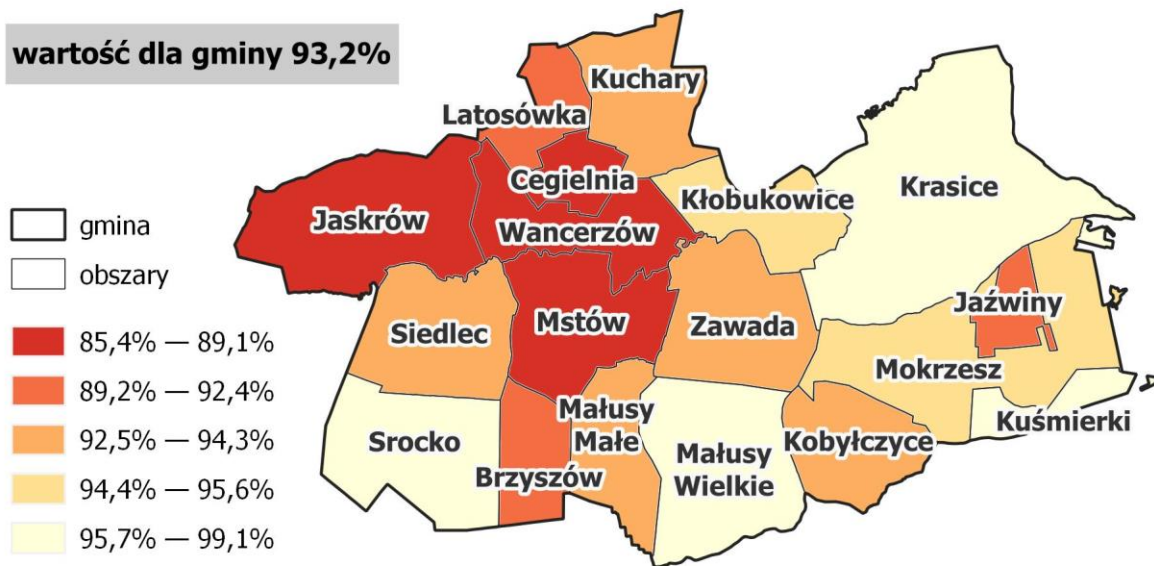 wartość dla gminy 93,2%
Kuchary
Latosówka
Cegielnia
Krasice
Kłobukowice
Jaskrów
Wancerzów
gmina
obszary
Jaźwiny
Siedlec
Mstów
Zawada
85,4% — 89,1%
Mokrzesz
89,2% — 92,4%
Małusy
Małe
Kuśmierki
Srocko
Kobyłczyce
92,5% — 94,3%
Małusy
Wielkie
Brzyszów
94,4% — 95,6%
95,7% — 99,1%